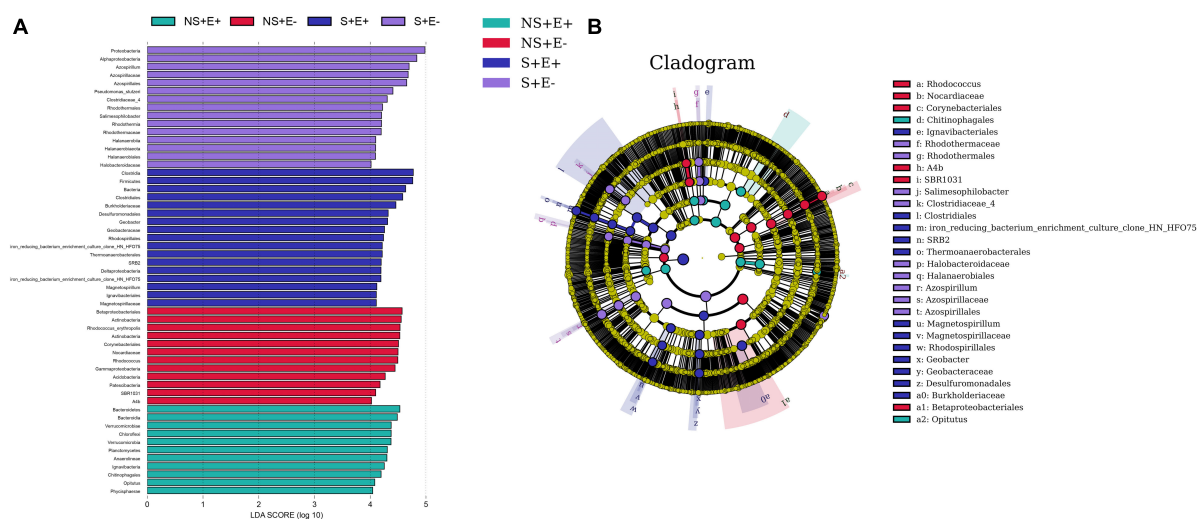 A
NS+E+ NS+E- S+E+ S+E-
Proteobacteria
Alphaproteobacteria
Azospirillum
Azospirillaceae
Azospirillales
Pseudomonas_stutzeri
Clostridiaceae_4
Rhodothermales
Salimesophilobacter
Rhodothermia
Rhodothermaceae
Halanaerobiia
Halanaerobiaeota
Halanaerobiales
Halobacteroidaceae
Clostridia
Firmicutes
Bacteria
Clostridiales
Burkholderiaceae
Desulfuromonadales
Geobacter
Geobacteraceae
Rhodospirillales
iron_reducing_bacterium_enrichment_culture_clone_HN_HFO75
Thermoanaerobacterales
SRB2
Deltaproteobacteria
iron_reducing_bacterium_enrichment_culture_clone_HN_HFO75
Magnetospirillum
Ignavibacteriales
Magnetospirillaceae
Betaproteobacteriales
Actinobacteria
Rhodococcus_erythropolis
Actinobacteria
Corynebacteriales
Nocardiaceae
Rhodococcus
Gammaproteobacteria
Acidobacteria
Patescibacteria
SBR1031
A4b
Bacteroidetes
Bacteroidia
Verrucomicrobiae
Chloroflexi
Verrucomicrobia
Planctomycetes
Anaerolineae
Ignavibacteria
Chitinophagales
Opitutus
Phycisphaerae
0 1 2 3 4 5
LDA SCORE (log 10)
NS+E+
NS+E-
S+E+
S+E-
B
Cladogram
i
h
g
f
e
d
c
b
a
a2
a1
a0
z
y
x
w
v
u
t
s
r
q
p
o
n
m
l
k
j
a: Rhodococcus
b: Nocardiaceae
c: Corynebacteriales
d: Chitinophagales
e: Ignavibacteriales
f: Rhodothermaceae
g: Rhodothermales
h: A4b
i: SBR1031
j: Salimesophilobacter
k: Clostridiaceae_4
l: Clostridiales
m: iron_reducing_bacterium_enrichment_culture_clone_HN_HFO75
n: SRB2
o: Thermoanaerobacterales
p: Halobacteroidaceae
q: Halanaerobiales
r: Azospirillum
s: Azospirillaceae
t: Azospirillales
u: Magnetospirillum
v: Magnetospirillaceae
w: Rhodospirillales
x: Geobacter
y: Geobacteraceae
z: Desulfuromonadales
a0: Burkholderiaceae
a1: Betaproteobacteriales
a2: Opitutus